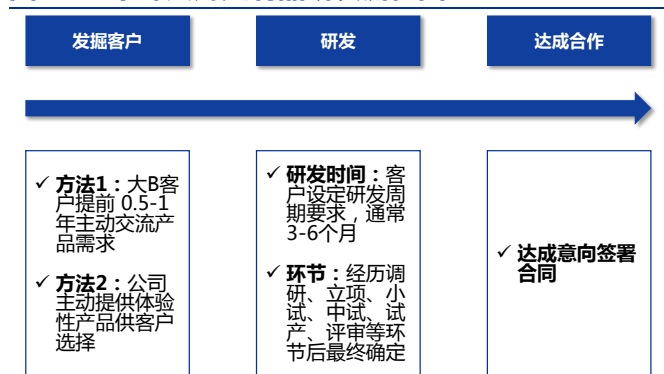 发掘客户
研发
达成合作
✓ 方法1：大B客
户提前 0.5-1
年主动交流产
品需求
✓ 方法2：公司
主动提供体验
性产品供客户
选择
✓ 研发时间：客
户设定研发周
期要求，通常
3-6个月
✓ 环节：经历调
研、立项、小
试、中试、试
产、评审等环
节后最终确定
✓ 达成意向签署
合同